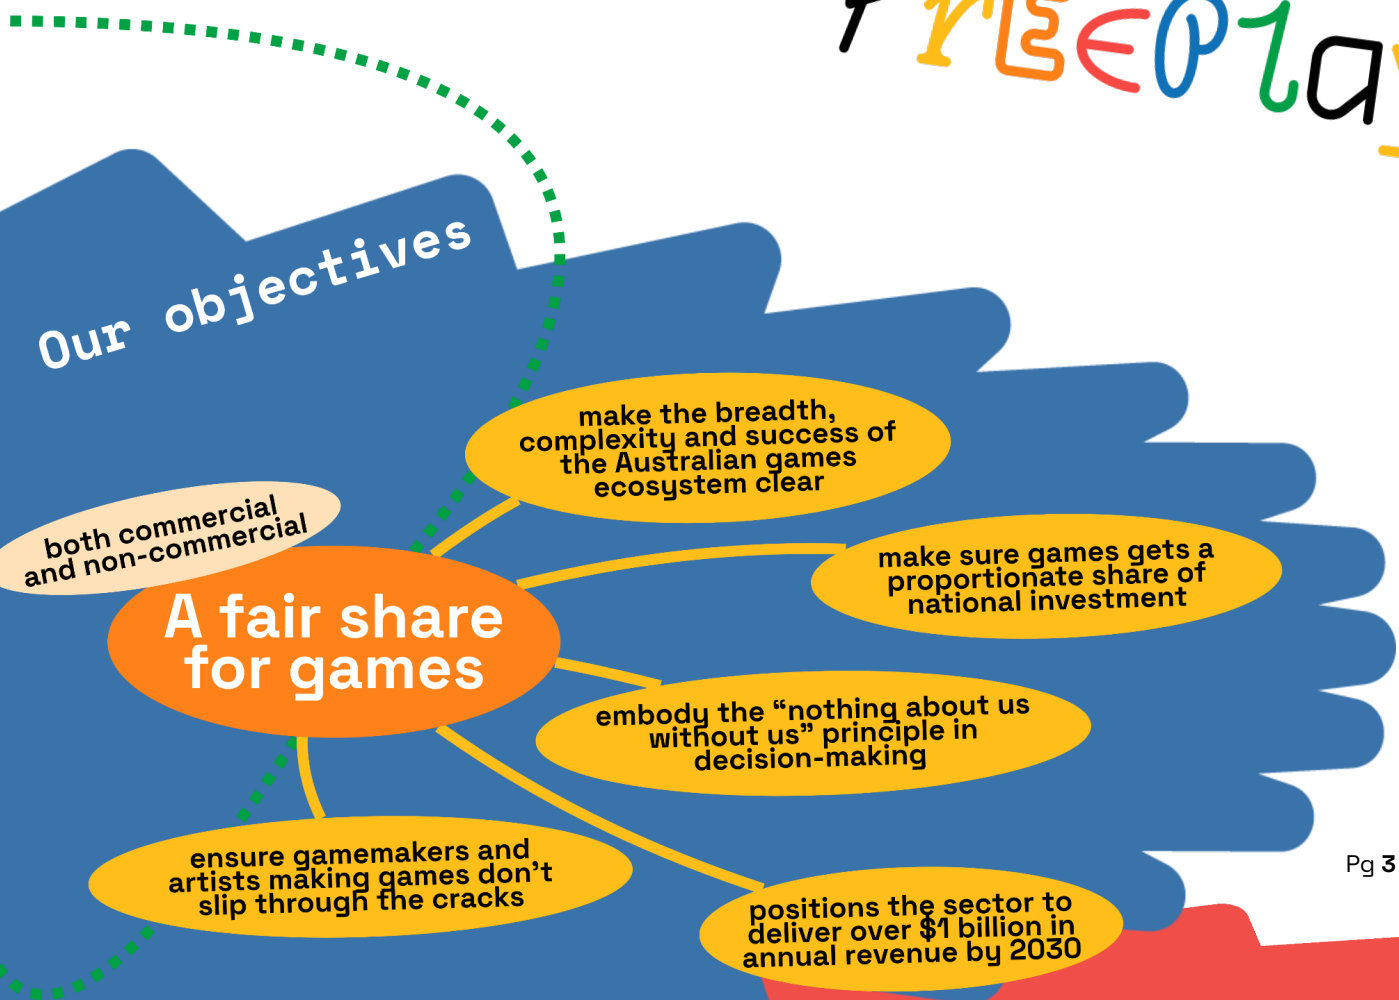 FREEPLay
Our objectives
make the breadth,
complexity and success of
the Australian games
ecosystem clear
both commercial
and non-commercial
make sure games gets a
proportionate share of
national investment
A fair share
for games
embody the “nothing about us
without us” principle in
decision-making
ensure gamemakers and
artists making games don’t
slip through the cracks
positions the sector to
deliver over $1 billion in
annual revenue by 2030
Pg 3